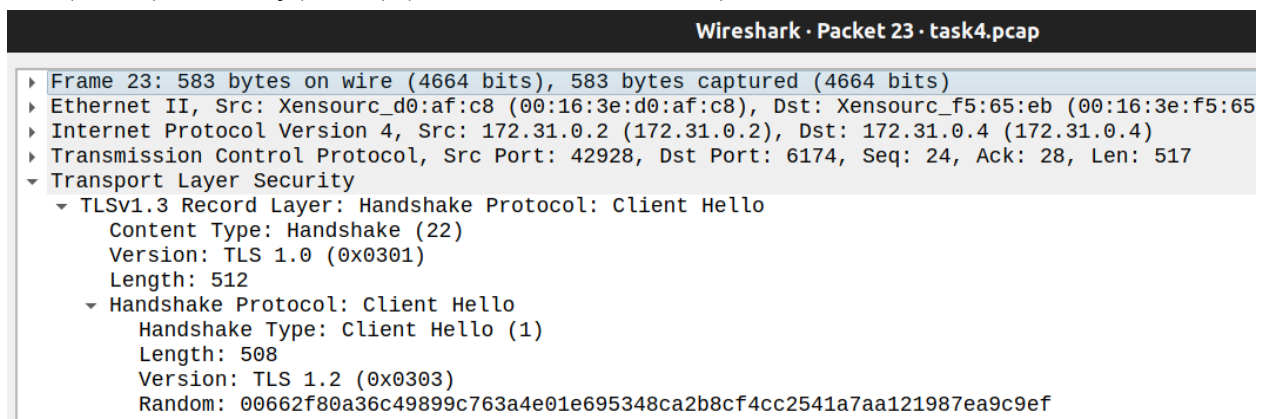 Wireshark · Packet 23 · task4.pcap
Frame 23: 583 bytes on wire (4664 bits), 583 bytes captured (4664 bits)
Ethernet II, Src: Xensourc_d0:af:c8 (00:16:3e:d0:af:c8), Dst: Xensourc_f5:65:eb (00:16:3e:f5:65
Internet Protocol Version 4, Src: 172.31.0.2 (172.31.0.2), Dst: 172.31.0.4 (172.31.0.4)
Transmission Control Protocol, Src Port: 42928, Dst Port: 6174, Seq: 24, Ack: 28, Len: 517
Transport Layer Security
TLSv1.3 Record Layer: Handshake Protocol: Client Hello
Content Type: Handshake (22)
Version: TLS 1.0 (0x0301)
Length: 512
Handshake Protocol: Client Hello
Handshake Type: Client Hello (1)
Length: 508
Version: TLS 1.2 (0x0303)
Random: 00662f80a36c49899c763a4e01e695348ca2b8cf4cc2541a7aa121987ea9c9ef